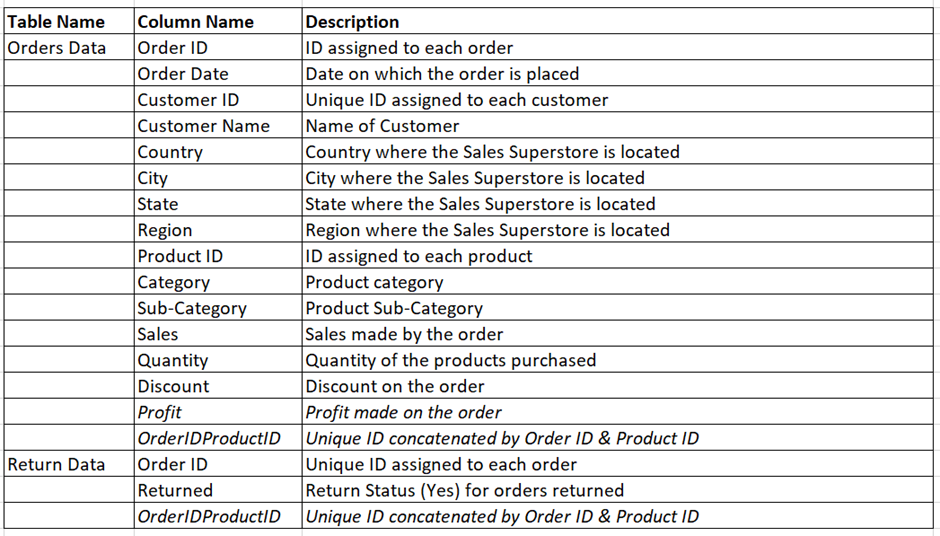 Table Name Column Name Description
Orders Data Order ID ID assigned to each order
Order Date Date on which the order is placed
Customer ID Unique ID assigned to each customer
Customer Name Name of Customer
Country Country where the Sales Superstore is located
City City where the Sales Superstore is located
State State where the Sales Superstore is located
Region Region where the Sales Superstore is located
Product ID ID assigned to each product
Category Product category
Sub-Category Product Sub-Category
Sales Sales made by the order
Quantity Quantity of the products purchased
Discount Discount on the order
Profit Profit made on the order
OrderIDProductID Unique ID concatenated by Order ID & Product ID
Return Data Order ID Unique ID assigned to each order
Returned Return Status (Yes) for orders returned
OrderIDProductID Unique ID concatenated by Order ID & Product ID